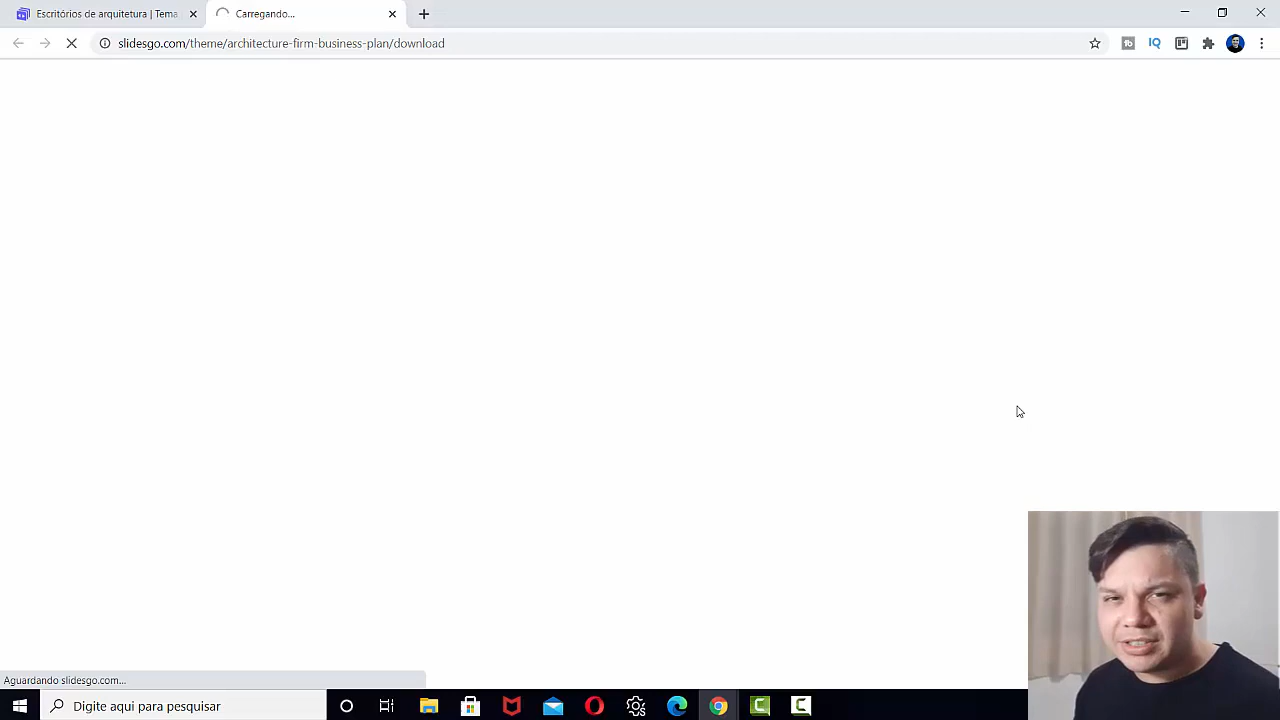 Escritórios de arquitetura | Tema
Carregando...
slidesgo.com/theme/architecture-firm-business-plan/download
IQ
Aguardando slidesgo.com...
Digite aqui para pesquisar